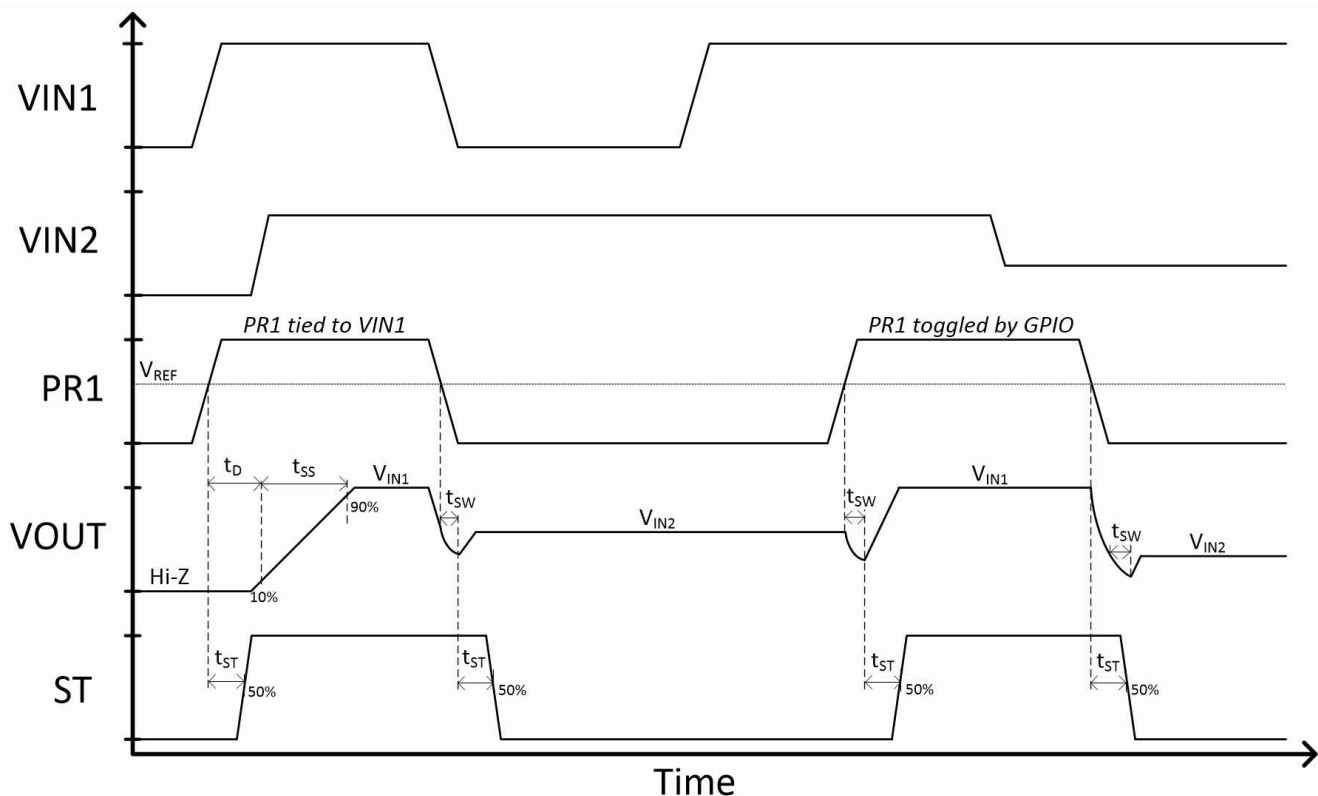 VIN1
VIN2
PR1 tied to VIN1
PR1 toggled by GPIO
PR1
VREF
tD
tSS
VIN1
VIN1
90%
tSW
tSW
VIN2
tSW
VIN2
VOUT
Hi-Z
10%
tST
50%
tST
50%
tST
50%
tST
50%
ST
Time